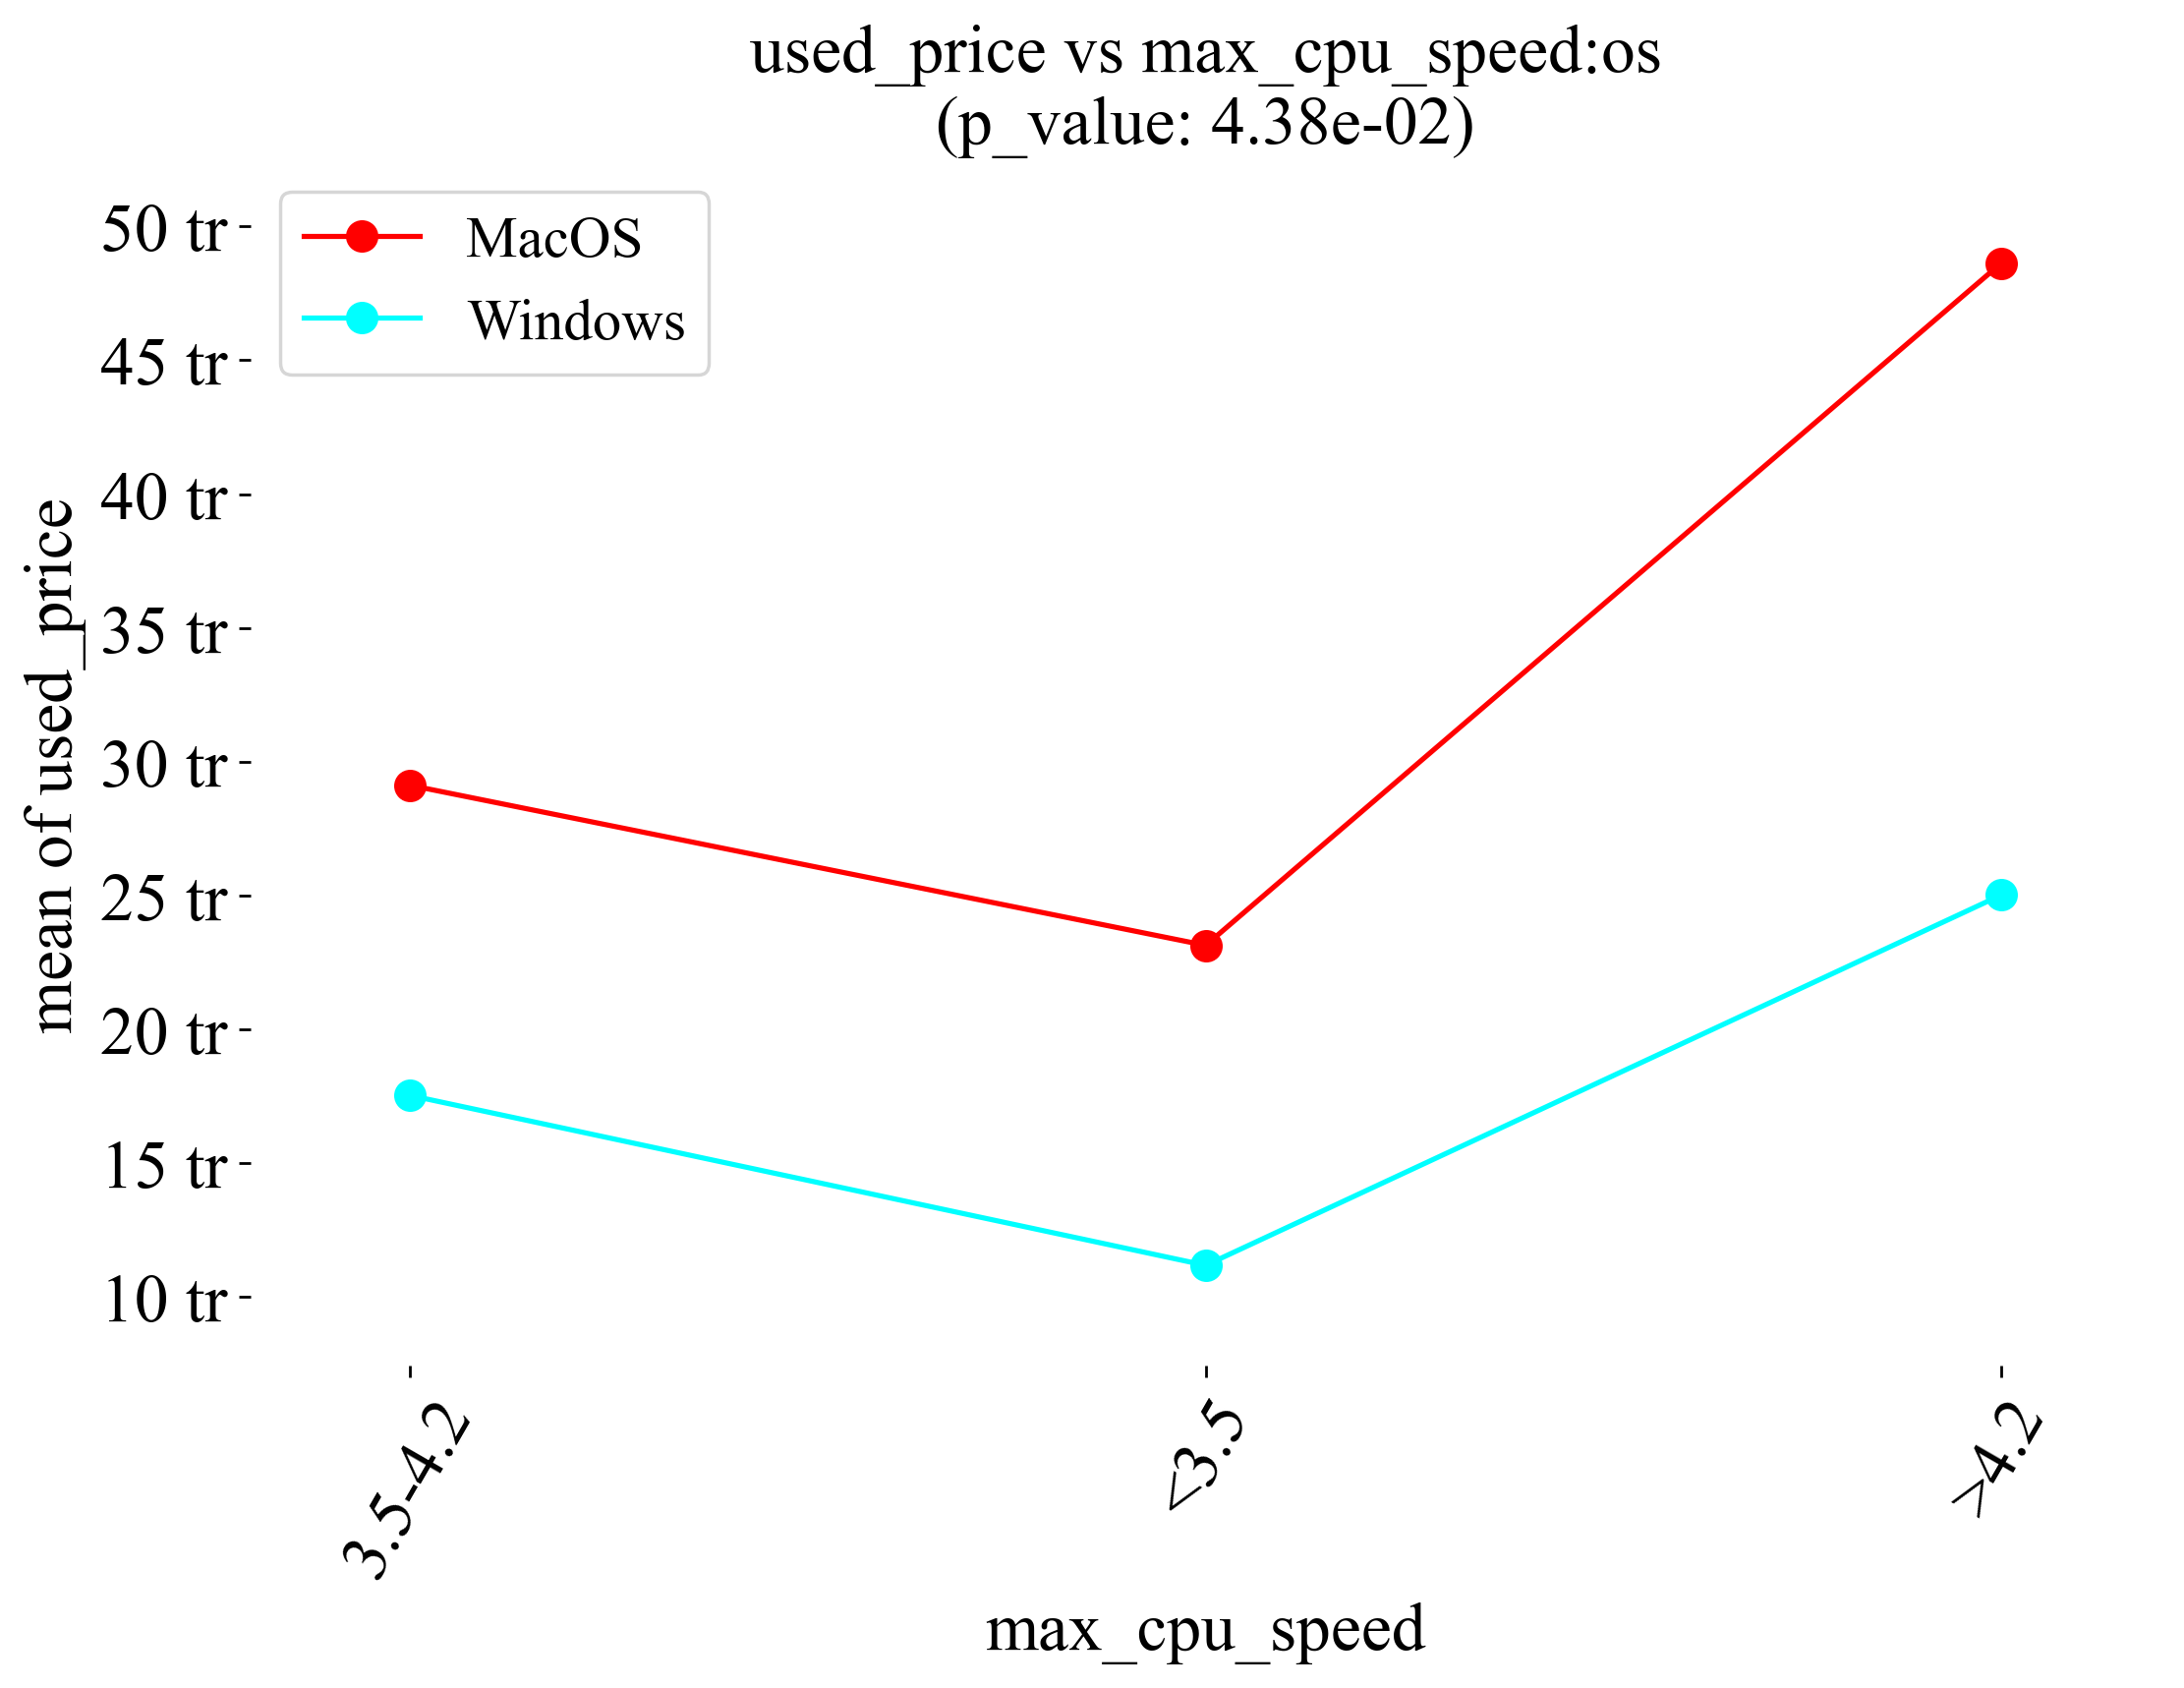 used_price vs max_cpu_speed:os
(p_value: 4.38e-02)
MacOS
Windows
mean of used_price
50 tr
45 tr
40 tr
35 tr
30 tr
25 tr
20 tr
15 tr
10 tr
3.5-4.2
<3.5
>4.2
max_cpu_speed